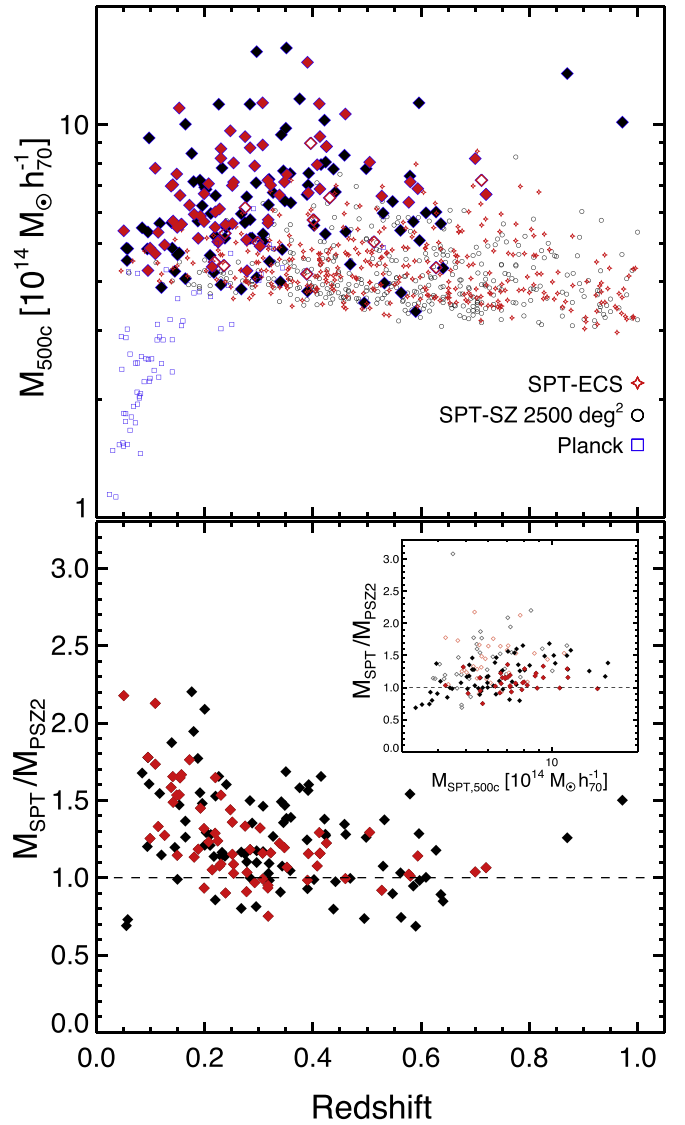 M500c [10^14 M⊙ h70^-1]
10
1
SPT-ECS
SPT-SZ 2500 deg^2
Planck
MSPT/MPSZ2
3.0
2.5
2.0
1.5
1.0
0.5
0.0
MSPT/MPSZ2
3.0
2.5
2.0
1.5
1.0
0.5
0.0
10
MSPT,500c [10^14 M⊙ h70^-1]
0.0 0.2 0.4 0.6 0.8 1.0
Redshift